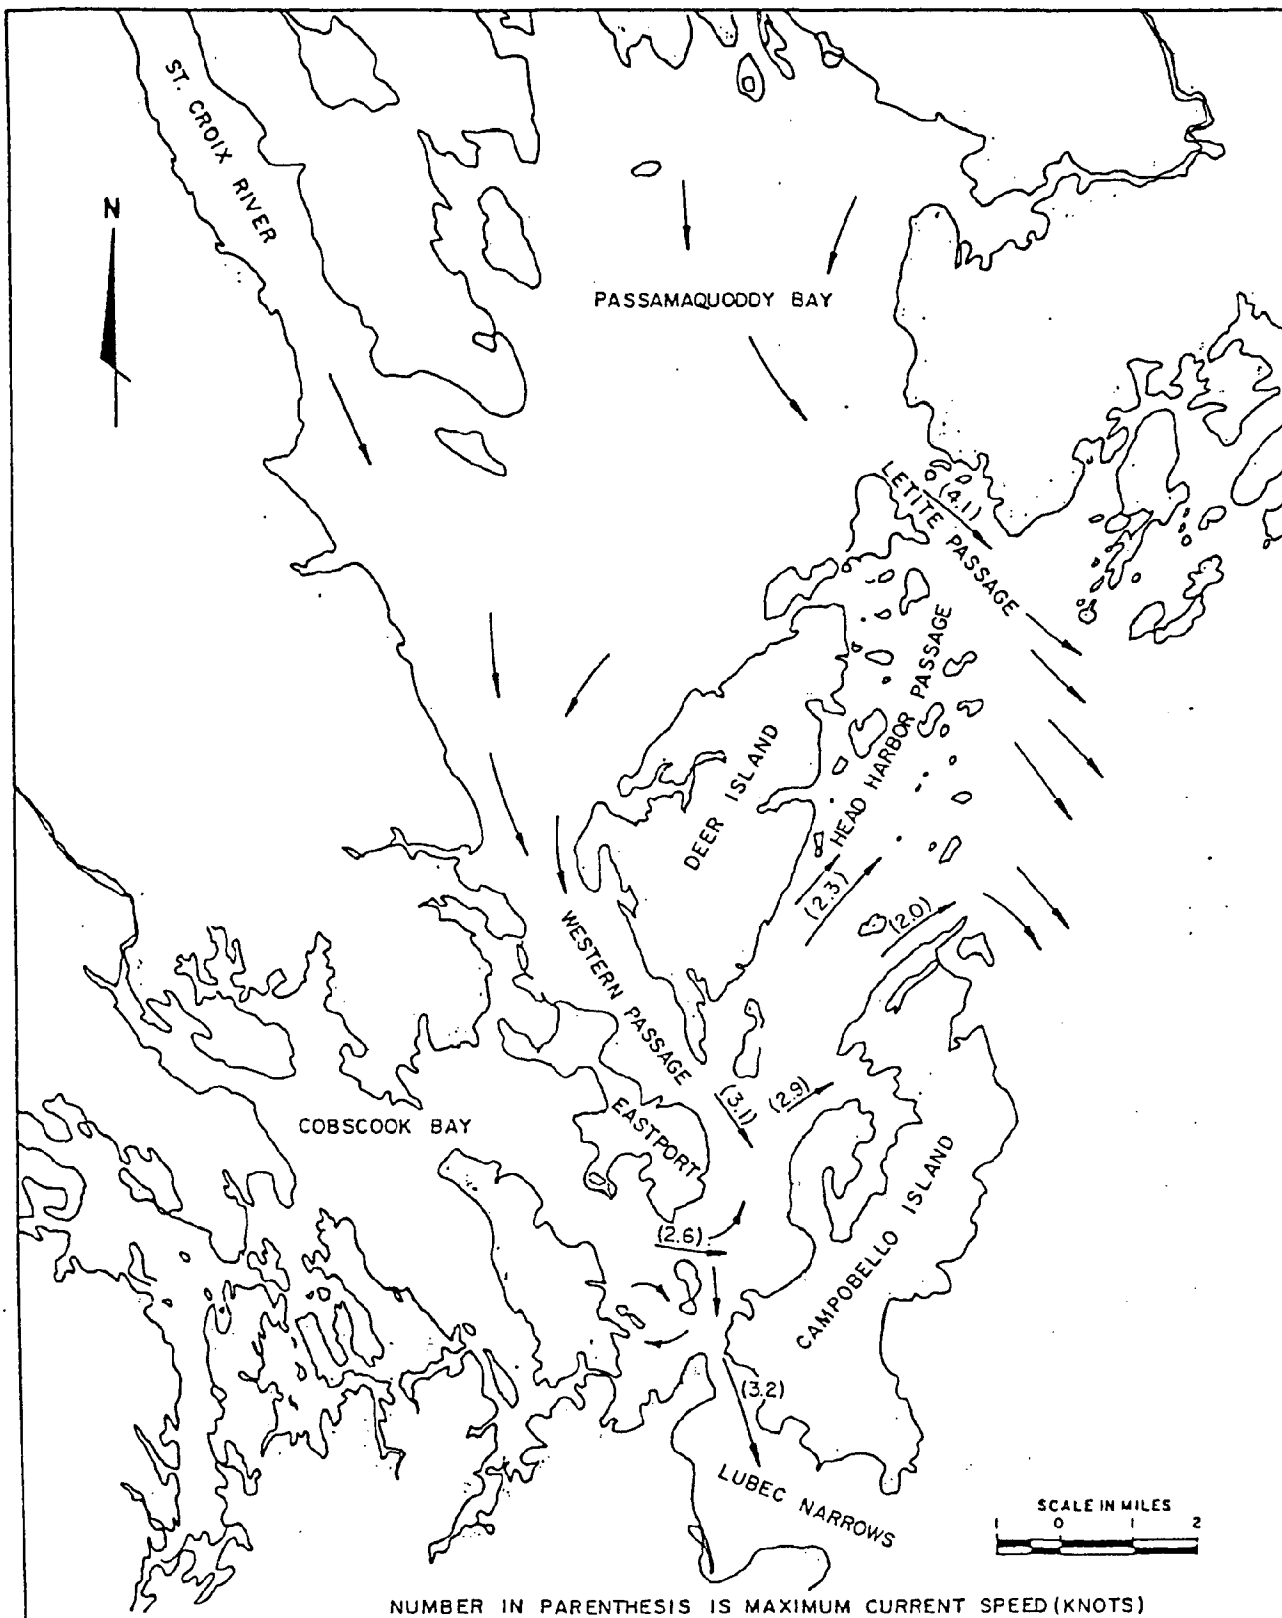 ST. CROIX RIVER
N
PASSAMAQUODDY BAY
LETITE PASSAGE
(4.1)
HEAD HARBOR PASSAGE
DEER ISLAND
(2.3)
(2.0)
WESTERN PASSAGE
(3.1)
(2.9)
EASTPORT
COBSCOOK BAY
(2.6)
CAMPOBELLO ISLAND
(3.2)
LUBEC NARROWS
SCALE IN MILES
1 0 1 2
NUMBER IN PARENTHESIS IS MAXIMUM CURRENT SPEED (KNOTS)